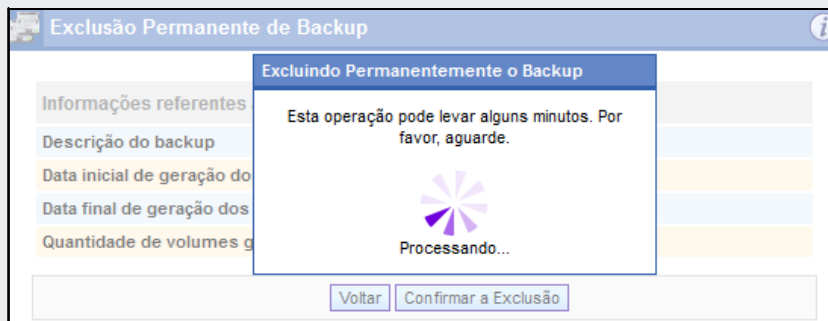 Exclusão Permanente de Backup
Excluindo Permanentemente o Backup
Informações referentes
Esta operação pode levar alguns minutos. Por
favor, aguarde.
Descrição do backup
Data inicial de geração do
Data final de geração dos
Quantidade de volumes g
Processando...
Voltar Confirmar a Exclusão